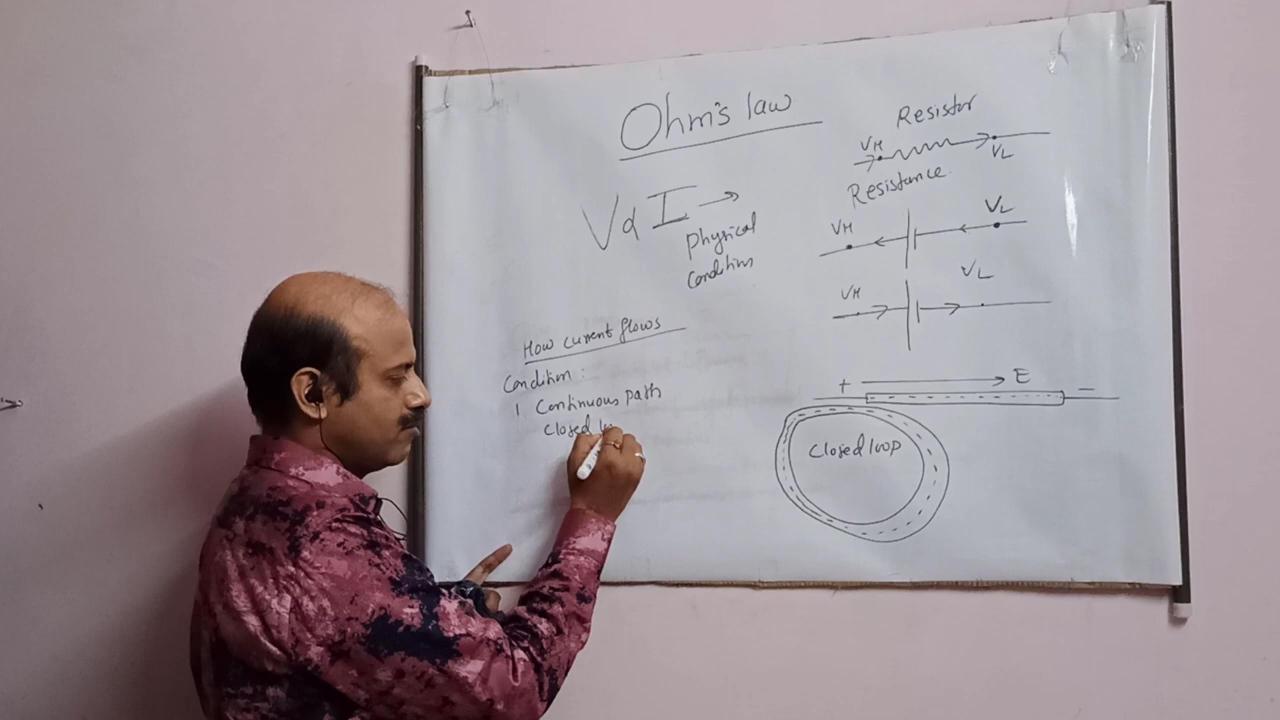 Ohm's law
V α I →
Physical
Condition
How current flows
Condition :
1 Continuous path
Closed
Resistor
VH
VL
Resistance
VH
VL
VH
VL
+ E −
Closed loop